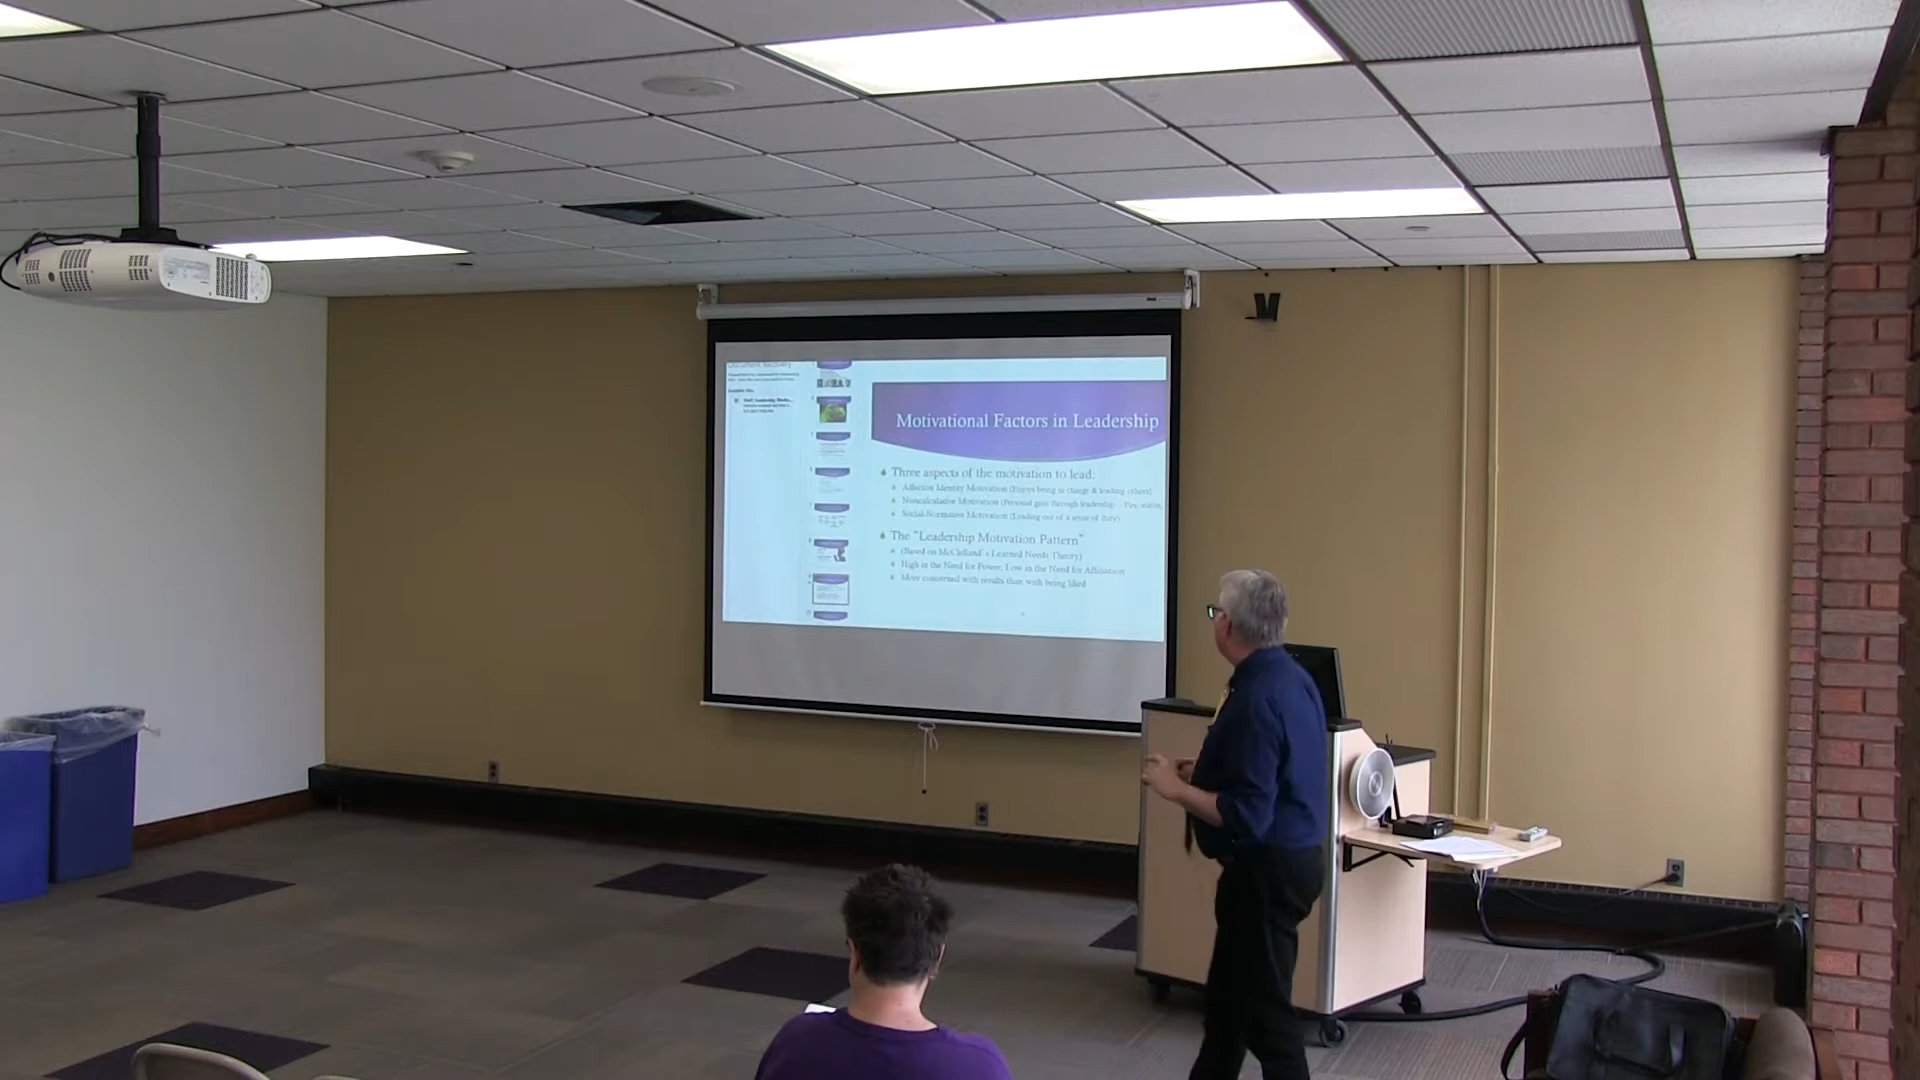 Document Recovery
Motivational Factors in Leadership
Three aspects of the motivation to lead:
Affective Identity Motivation (Enjoys being in charge & leading others)
Noncalculative Motivation (Personal gain through leadership - Pay, status,
Social-Normative Motivation (Leading out of a sense of duty)
The "Leadership Motivation Pattern"
(Based on McClelland's Learned Needs Theory)
High in the Need for Power, Low in the Need for Affiliation
More concerned with results than with being liked